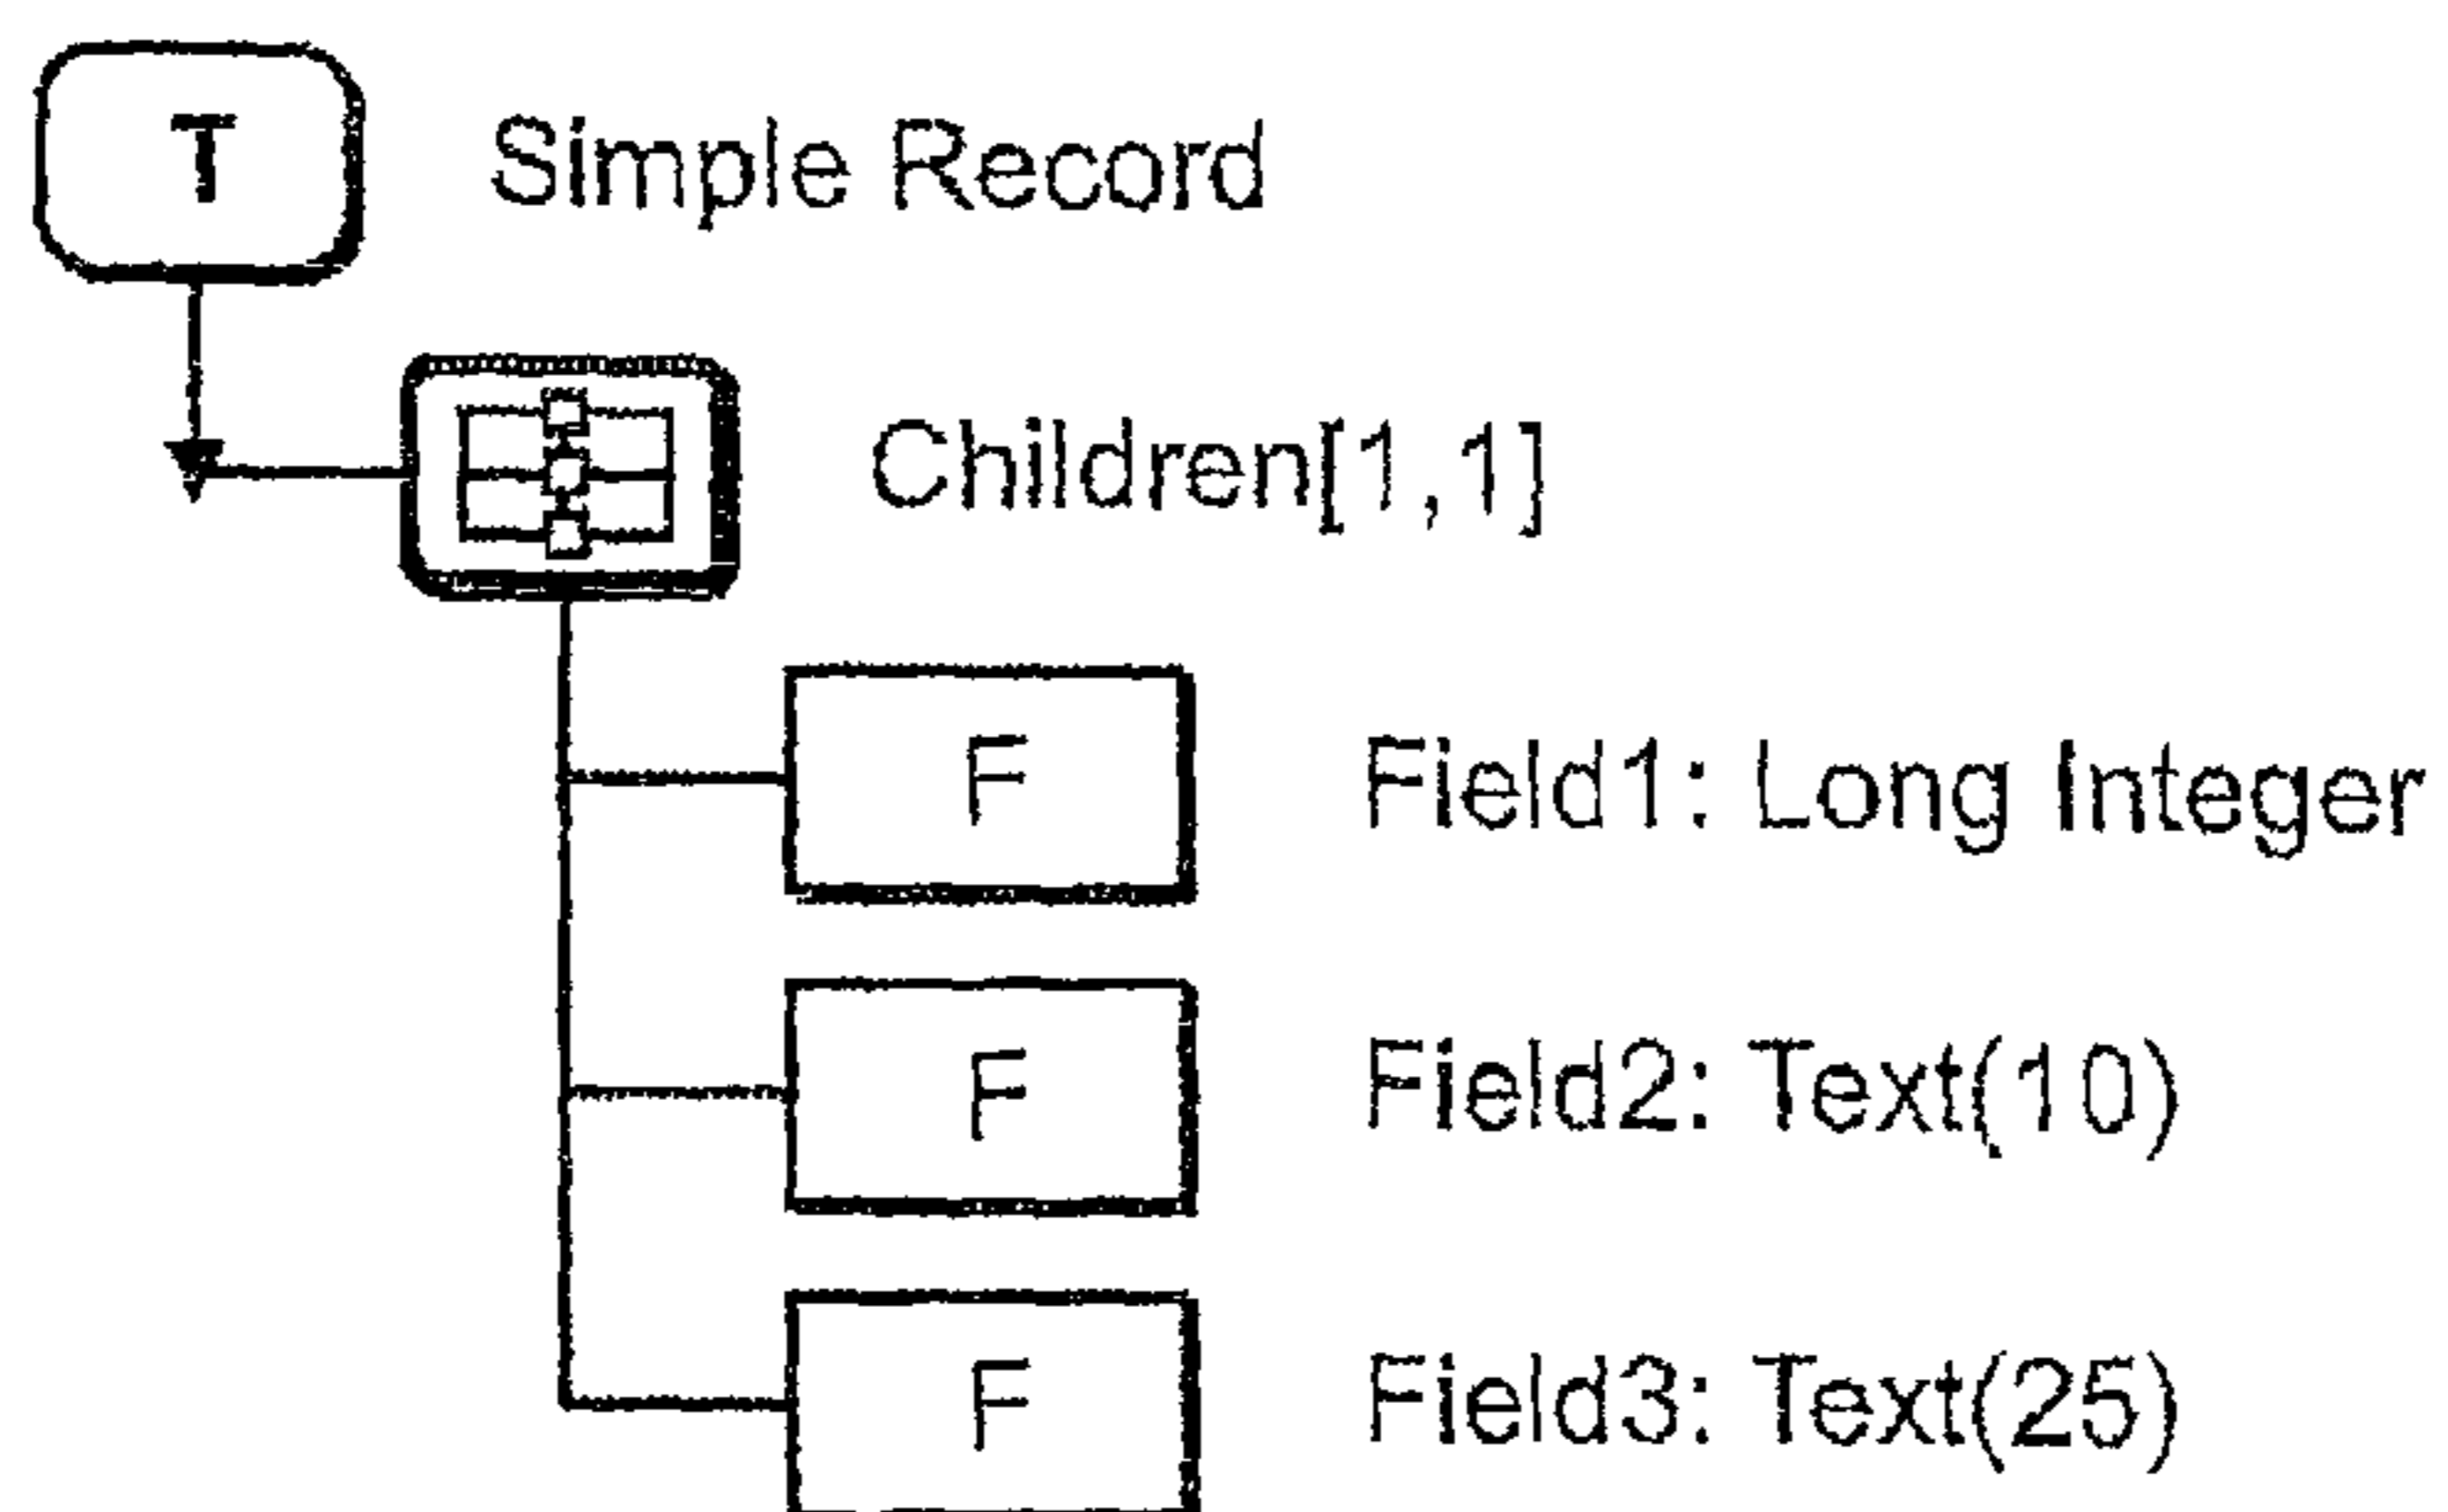 T Simple Record
Children[1,1]
F Field1: Long Integer
F Field2: Text(10)
F Field3: Text(25)